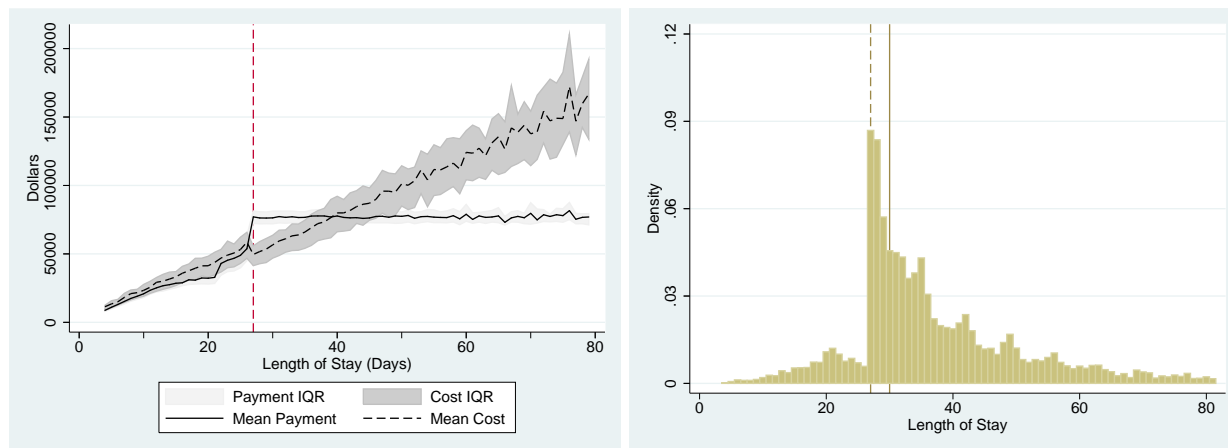 Dollars
200000
150000
100000
50000
0
0 20 40 60 80
Length of Stay (Days)
Payment IQR Cost IQR
Mean Payment Mean Cost
Density
.12
.09
.06
.03
0
0 20 40 60 80
Length of Stay